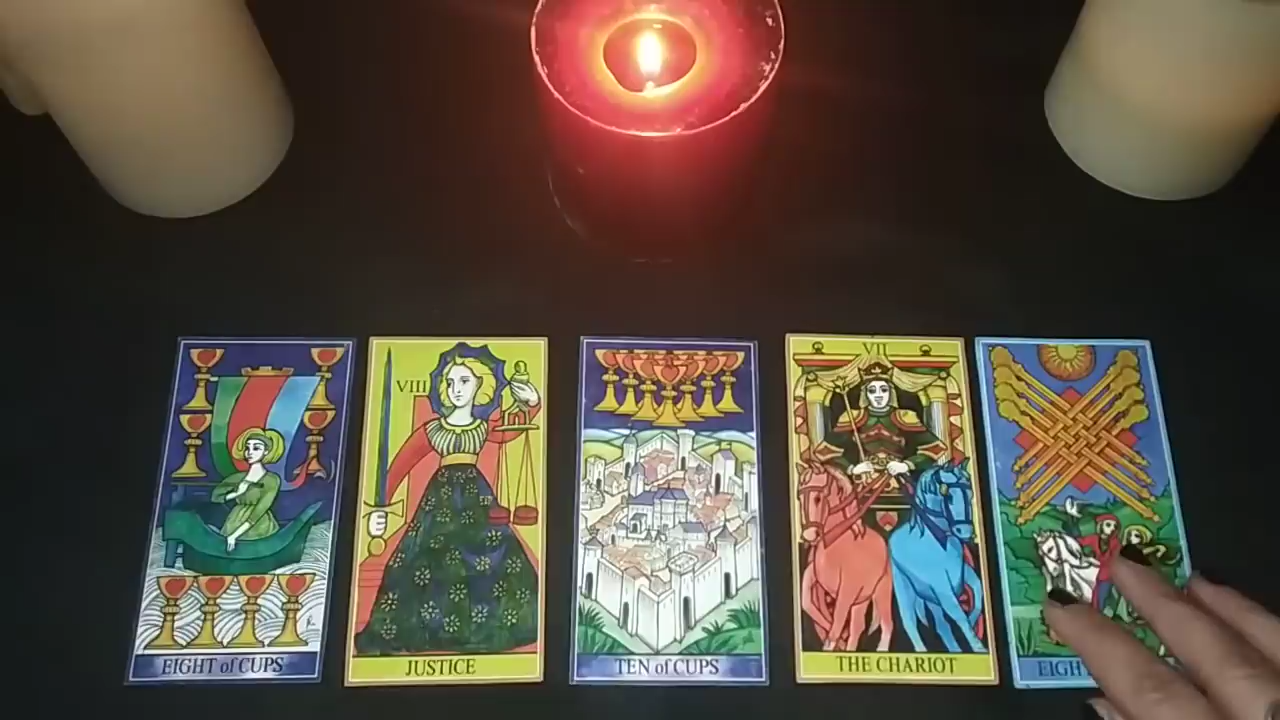 EIGHT of CUPS
VIII
JUSTICE
TEN of CUPS
VII
THE CHARIOT
EIGH